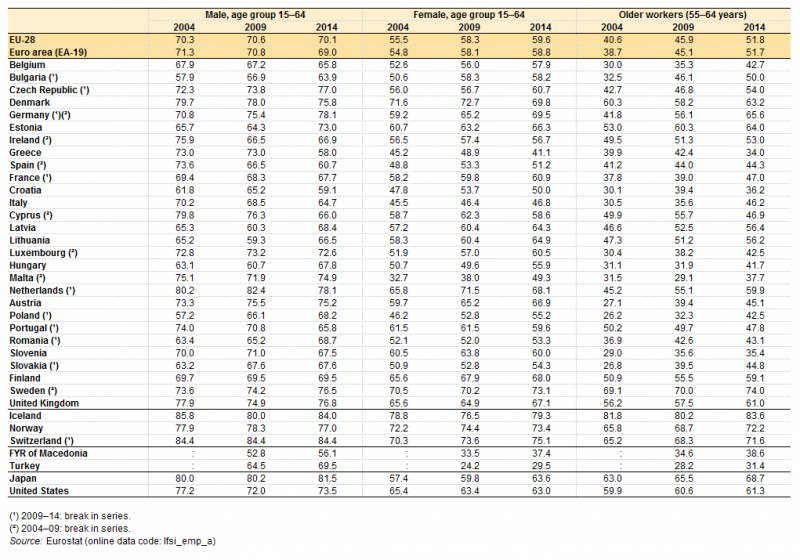 Male, age group 15–64 Female, age group 15–64 Older workers (55–64 years)
2004 2009 2014 2004 2009 2014 2004 2009 2014
EU-28 70.3 70.6 70.1 55.5 58.3 59.6 40.6 45.9 51.8
Euro area (EA-19) 71.3 70.8 69.0 54.8 58.1 58.8 38.7 45.1 51.7
Belgium 67.9 67.2 65.8 52.6 56.0 57.9 30.0 35.3 42.7
Bulgaria (¹) 57.9 66.9 63.9 50.6 58.3 58.2 32.5 46.1 50.0
Czech Republic (¹) 72.3 73.8 77.0 56.0 56.7 60.7 42.7 46.8 54.0
Denmark 79.7 78.0 75.8 71.6 72.7 69.8 60.3 58.2 63.2
Germany (¹)(²) 70.8 75.4 78.1 59.2 65.2 69.5 41.8 56.1 65.6
Estonia 65.7 64.3 73.0 60.7 63.2 66.3 53.0 60.3 64.0
Ireland (²) 75.9 66.5 66.9 56.5 57.4 56.7 49.5 51.3 53.0
Greece 73.0 73.0 58.0 45.2 48.9 41.1 39.9 42.4 34.0
Spain (²) 73.6 66.5 60.7 48.8 53.3 51.2 41.2 44.0 44.3
France (¹) 69.4 68.3 67.7 58.2 59.8 60.9 37.8 39.0 47.0
Croatia 61.8 65.2 59.1 47.8 53.7 50.0 30.1 39.4 36.2
Italy 70.2 68.5 64.7 45.5 46.4 46.8 30.5 35.6 46.2
Cyprus (²) 79.8 76.3 66.0 58.7 62.3 58.6 49.9 55.7 46.9
Latvia 65.3 60.3 68.4 57.2 60.4 64.3 46.6 52.5 56.4
Lithuania 65.2 59.3 66.5 58.3 60.4 64.9 47.3 51.2 56.2
Luxembourg (²) 72.8 73.2 72.6 51.9 57.0 60.5 30.4 38.2 42.5
Hungary 63.1 60.7 67.8 50.7 49.6 55.9 31.1 31.9 41.7
Malta (²) 75.1 71.9 74.9 32.7 38.0 49.3 31.5 29.1 37.7
Netherlands (¹) 80.2 82.4 78.1 65.8 71.5 68.1 45.2 55.1 59.9
Austria 73.3 75.5 75.2 59.7 65.2 66.9 27.1 39.4 45.1
Poland (¹) 57.2 66.1 68.2 46.2 52.8 55.2 26.2 32.3 42.5
Portugal (¹) 74.0 70.8 65.8 61.5 61.5 59.6 50.2 49.7 47.8
Romania (¹) 63.4 65.2 68.7 52.1 52.0 53.3 36.9 42.6 43.1
Slovenia 70.0 71.0 67.5 60.5 63.8 60.0 29.0 35.6 35.4
Slovakia (¹) 63.2 67.6 67.6 50.9 52.8 54.3 26.8 39.5 44.8
Finland 69.7 69.5 69.5 65.6 67.9 68.0 50.9 55.5 59.1
Sweden (²) 73.6 74.2 76.5 70.5 70.2 73.1 69.1 70.0 74.0
United Kingdom 77.9 74.9 76.8 65.6 64.9 67.1 56.2 57.5 61.0
Iceland 85.8 80.0 84.0 78.8 76.5 79.3 81.8 80.2 83.6
Norway 77.9 78.3 77.0 72.2 74.4 73.4 65.8 68.7 72.2
Switzerland (¹) 84.4 84.4 84.4 70.3 73.6 75.1 65.2 68.3 71.6
FYR of Macedonia : 52.8 56.1 : 33.5 37.4 : 34.6 38.6
Turkey : 64.5 69.5 : 24.2 29.5 : 28.2 31.4
Japan 80.0 80.2 81.5 57.4 59.8 63.6 63.0 65.5 68.7
United States 77.2 72.0 73.5 65.4 63.4 63.0 59.9 60.6 61.3
(¹) 2009–14: break in series.
(²) 2004–09: break in series.
Source: Eurostat (online data code: lfsi_emp_a)